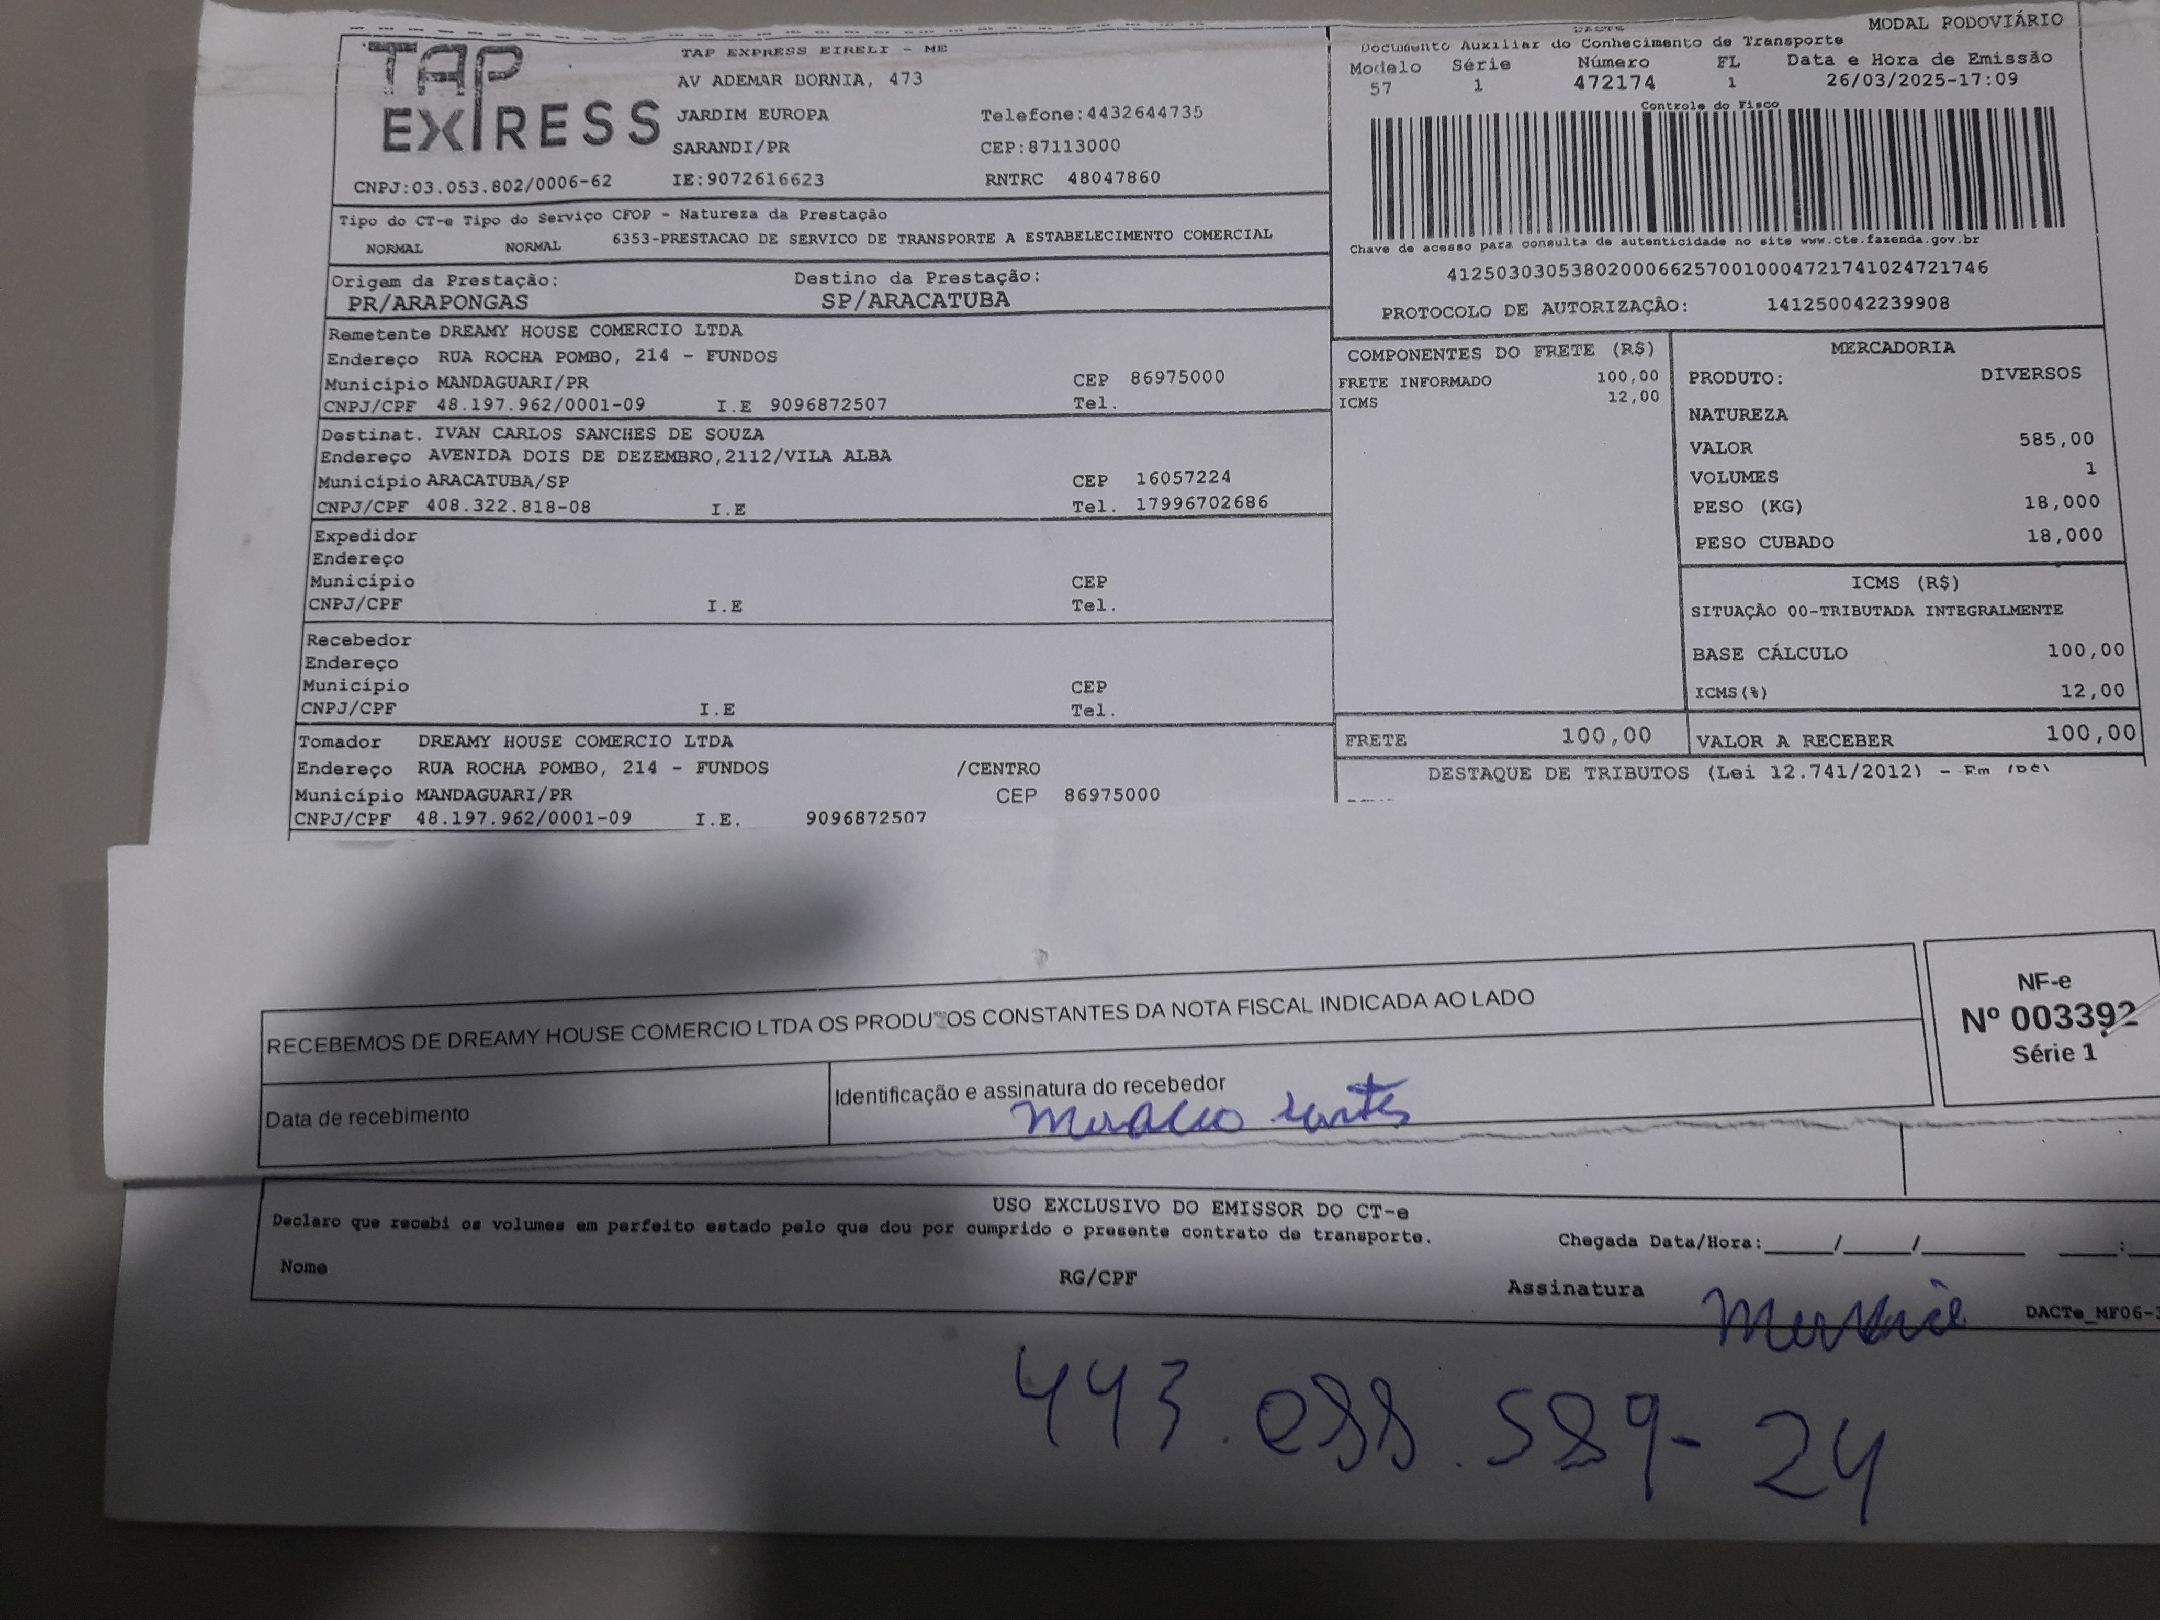 TAP EXPRESS
TAP EXPRESS EIRELI - ME
AV ADEMAR BORNIA, 473
JARDIM EUROPA Telefone:4432644735
SARANDI/PR CEP:87113000
CNPJ:03.053.802/0006-62 IE:9072616623 RNTRC 48047860
DACTE MODAL RODOVIÁRIO
Documento Auxiliar do Conhecimento de Transporte
Modelo Série Número FL Data e Hora de Emissão
57 1 472174 1 26/03/2025-17:09
Controle do Fisco
Chave de acesso para consulta de autenticidade no site www.cte.fazenda.gov.br
41250303053802000662570010004721741024721746
PROTOCOLO DE AUTORIZAÇÃO: 141250042239908
Tipo do CT-e Tipo do Serviço CFOP - Natureza da Prestação
NORMAL NORMAL 6353-PRESTACAO DE SERVICO DE TRANSPORTE A ESTABELECIMENTO COMERCIAL
Origem da Prestação: Destino da Prestação:
PR/ARAPONGAS SP/ARACATUBA
Remetente DREAMY HOUSE COMERCIO LTDA
Endereço RUA ROCHA POMBO, 214 - FUNDOS
Município MANDAGUARI/PR CEP 86975000
CNPJ/CPF 48.197.962/0001-09 I.E 9096872507 Tel.
Destinat. IVAN CARLOS SANCHES DE SOUZA
Endereço AVENIDA DOIS DE DEZEMBRO,2112/VILA ALBA
Município ARACATUBA/SP CEP 16057224
CNPJ/CPF 408.322.818-08 I.E Tel. 17996702686
Expedidor
Endereço
Município CEP
CNPJ/CPF I.E Tel.
Recebedor
Endereço
Município CEP
CNPJ/CPF I.E Tel.
Tomador DREAMY HOUSE COMERCIO LTDA
Endereço RUA ROCHA POMBO, 214 - FUNDOS /CENTRO
Município MANDAGUARI/PR CEP 86975000
CNPJ/CPF 48.197.962/0001-09 I.E. 9096872507
COMPONENTES DO FRETE (R$)
FRETE INFORMADO 100,00
ICMS 12,00
MERCADORIA
PRODUTO: DIVERSOS
NATUREZA
VALOR 585,00
VOLUMES 1
PESO (KG) 18,000
PESO CUBADO 18,000
ICMS (R$)
SITUAÇÃO 00-TRIBUTADA INTEGRALMENTE
BASE CÁLCULO 100,00
ICMS(%) 12,00
FRETE 100,00 VALOR A RECEBER 100,00
DESTAQUE DE TRIBUTOS (Lei 12.741/2012) - Em (R$)
RECEBEMOS DE DREAMY HOUSE COMERCIO LTDA OS PRODUTOS CONSTANTES DA NOTA FISCAL INDICADA AO LADO
Data de recebimento
Identificação e assinatura do recebedor
NF-e
Nº 003392
Série 1
USO EXCLUSIVO DO EMISSOR DO CT-e
Declaro que recebi os volumes em perfeito estado pelo que dou por cumprido o presente contrato de transporte.
Chegada Data/Hora:_____/_____/________ ____:
Nome RG/CPF Assinatura
DACTe_MF06-
443.088.589-24